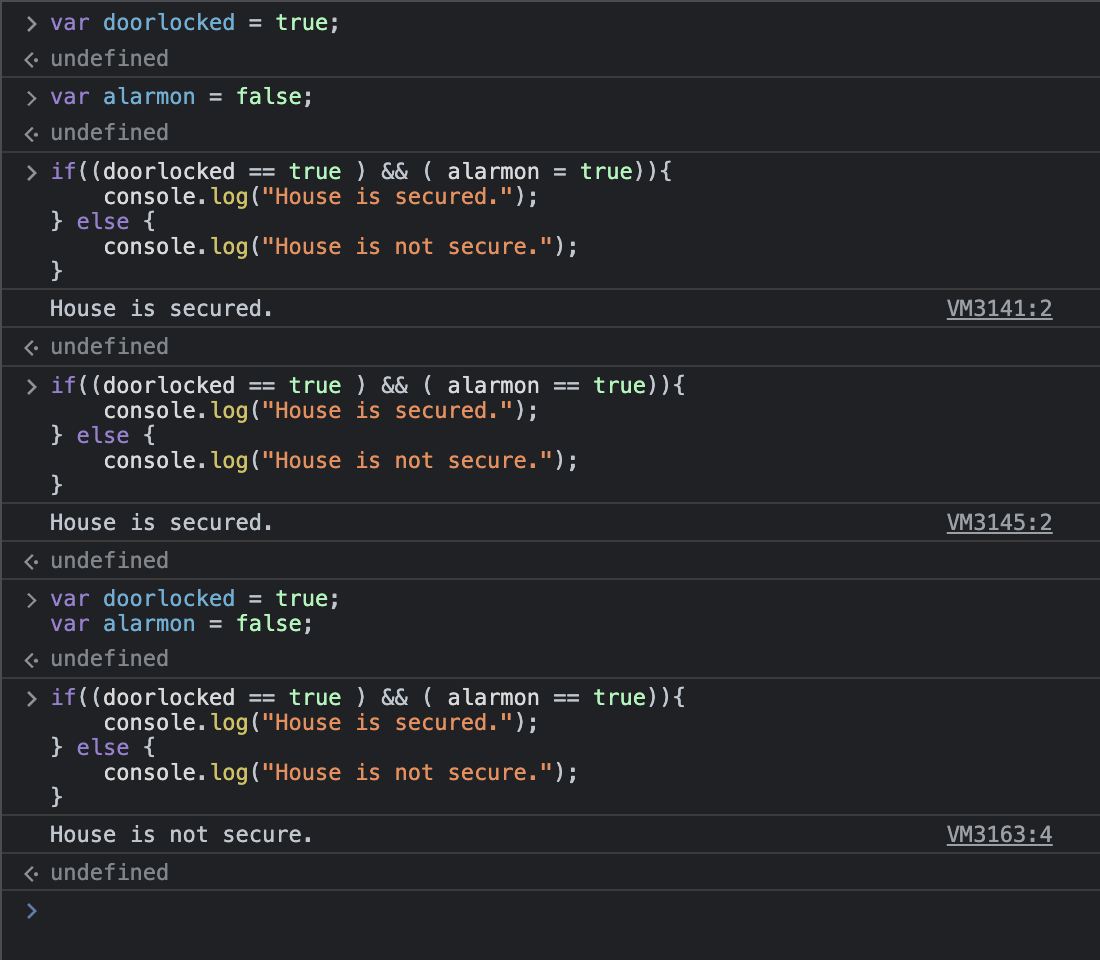 > var doorlocked = true;
<· undefined
> var alarmon = false;
<· undefined
> if((doorlocked == true ) && ( alarmon = true)){
    console.log("House is secured.");
} else {
    console.log("House is not secure.");
}
House is secured. VM3141:2
<· undefined
> if((doorlocked == true ) && ( alarmon == true)){
    console.log("House is secured.");
} else {
    console.log("House is not secure.");
}
House is secured. VM3145:2
<· undefined
> var doorlocked = true;
var alarmon = false;
<· undefined
> if((doorlocked == true ) && ( alarmon == true)){
    console.log("House is secured.");
} else {
    console.log("House is not secure.");
}
House is not secure. VM3163:4
<· undefined
>